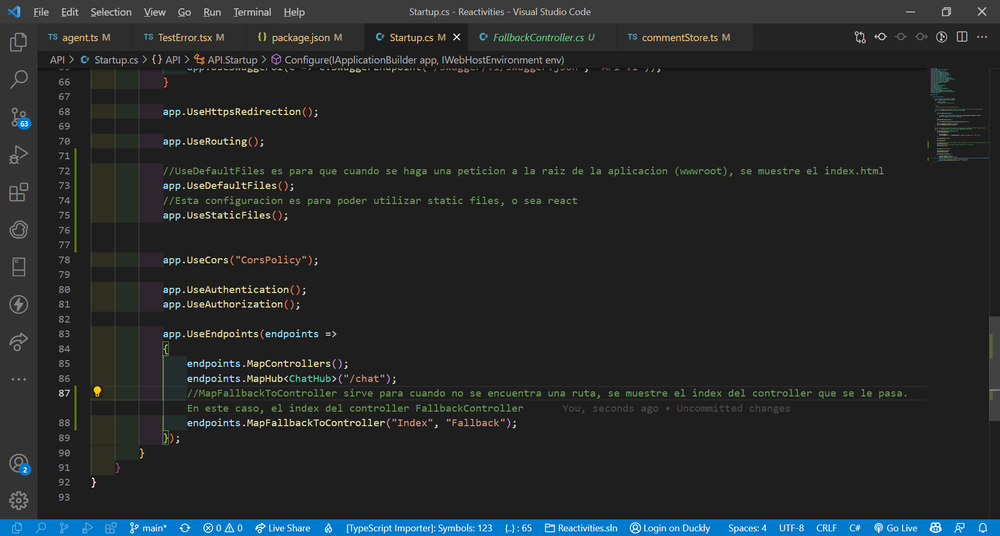 File Edit Selection View Go Run Terminal Help Startup.cs - Reactivities - Visual Studio Code
TS agent.ts M TS TestError.tsx M {} package.json M C# Startup.cs M C# FallbackController.cs U TS commentStore.ts M
API > C# Startup.cs > {} API > API.Startup > Configure(IApplicationBuilder app, IWebHostEnvironment env)
66 }
67
68 app.UseHttpsRedirection();
69
70 app.UseRouting();
71
72 //UseDefaultFiles es para que cuando se haga una peticion a la raiz de la aplicacion (wwwroot), se muestre el index.html
73 app.UseDefaultFiles();
74 //Esta configuracion es para poder utilizar static files, o sea react
75 app.UseStaticFiles();
76
77
78 app.UseCors("CorsPolicy");
79
80 app.UseAuthentication();
81 app.UseAuthorization();
82
83 app.UseEndpoints(endpoints =>
84 {
85 endpoints.MapControllers();
86 endpoints.MapHub<ChatHub>("/chat");
87 //MapFallbackToController sirve para cuando no se encuentra una ruta, se muestre el index del controller que se le pasa.
En este caso, el index del controller FallbackController You, seconds ago • Uncommitted changes
88 endpoints.MapFallbackToController("Index", "Fallback");
89 });
90 }
91 }
92 }
93
63
2
main* 0 0 Live Share [TypeScript Importer]: Symbols: 123 {..} : 65 Reactivities.sln Login on Duckly Spaces: 4 UTF-8 CRLF C# Go Live